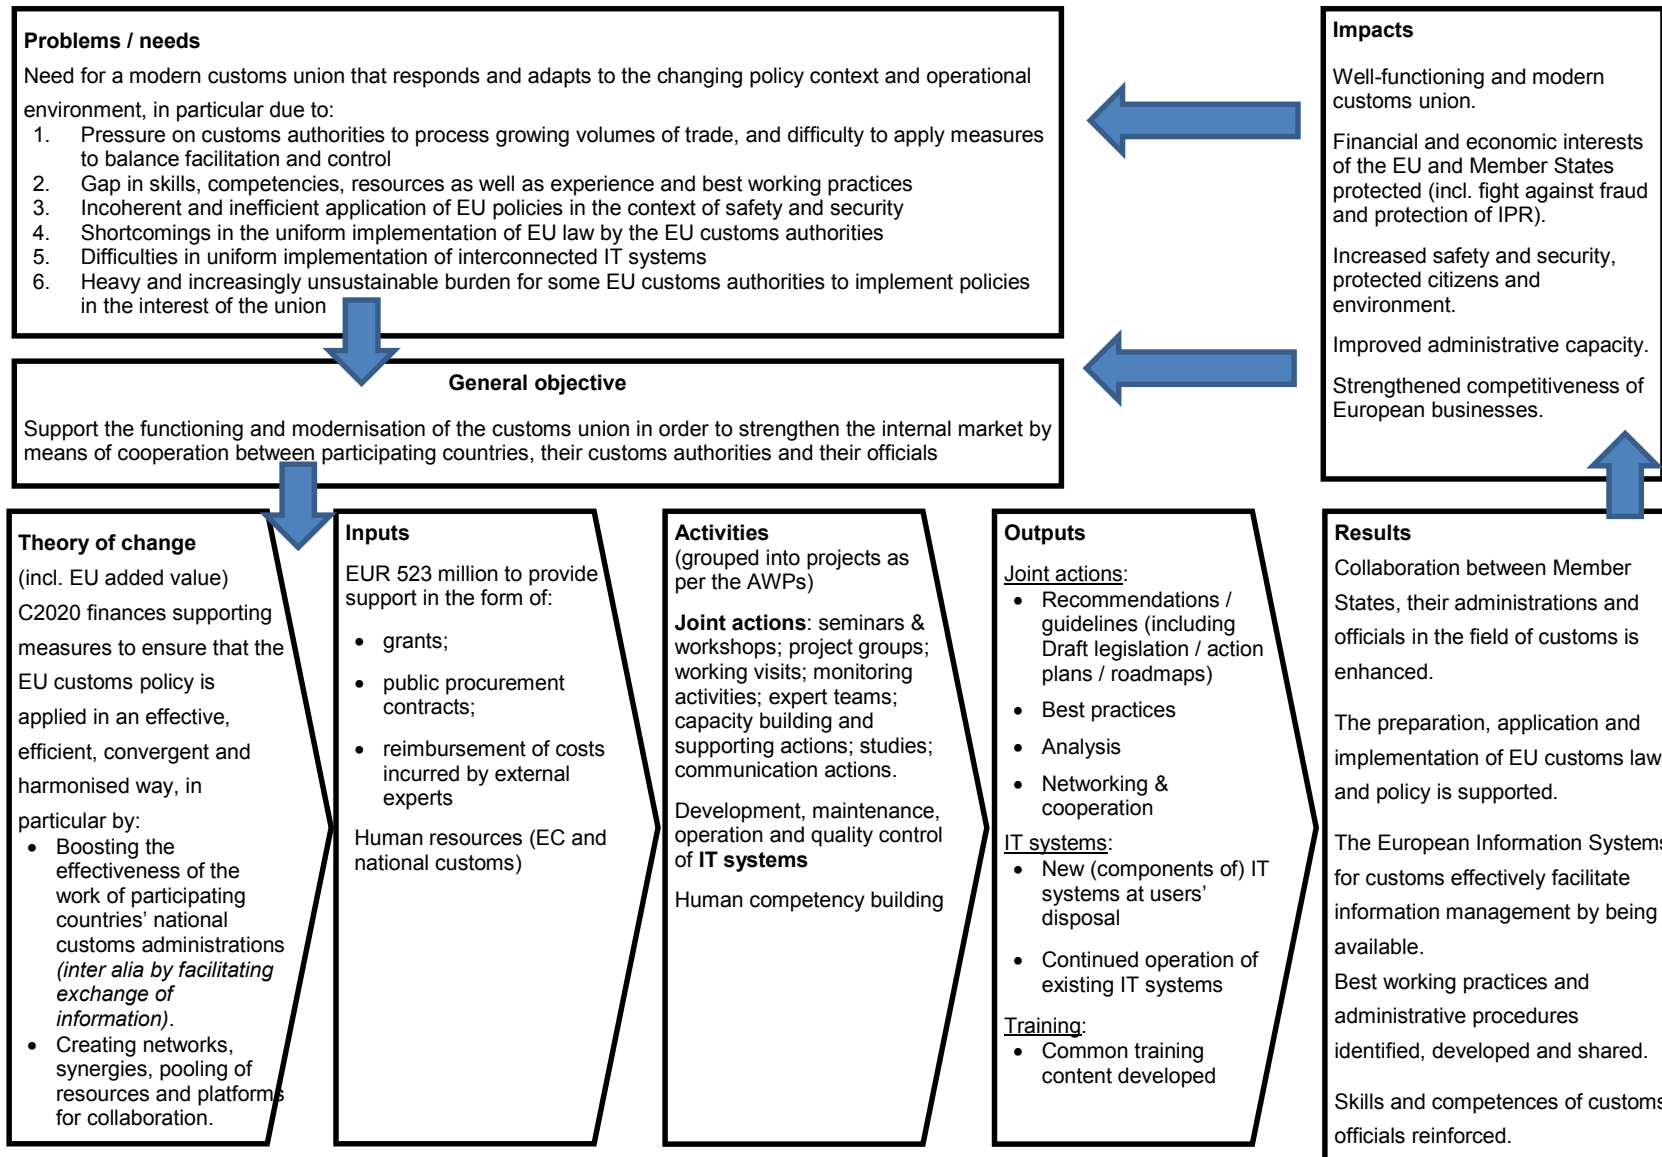 Problems / needs
Need for a modern customs union that responds and adapts to the changing policy context and operational
environment, in particular due to:
1. Pressure on customs authorities to process growing volumes of trade, and difficulty to apply measures
to balance facilitation and control
2. Gap in skills, competencies, resources as well as experience and best working practices
3. Incoherent and inefficient application of EU policies in the context of safety and security
4. Shortcomings in the uniform implementation of EU law by the EU customs authorities
5. Difficulties in uniform implementation of interconnected IT systems
6. Heavy and increasingly unsustainable burden for some EU customs authorities to implement policies
in the interest of the union
General objective
Support the functioning and modernisation of the customs union in order to strengthen the internal market by
means of cooperation between participating countries, their customs authorities and their officials
Theory of change
(incl. EU added value)
C2020 finances supporting
measures to ensure that the
EU customs policy is
applied in an effective,
efficient, convergent and
harmonised way, in
particular by:
• Boosting the
effectiveness of the
work of participating
countries' national
customs administrations
(inter alia by facilitating
exchange of
information).
• Creating networks,
synergies, pooling of
resources and platforms
for collaboration.
Inputs
EUR 523 million to provide
support in the form of:
• grants;
• public procurement
contracts;
• reimbursement of costs
incurred by external
experts
Human resources (EC and
national customs)
Activities
(grouped into projects as
per the AWPs)
Joint actions: seminars &
workshops; project groups;
working visits; monitoring
activities; expert teams;
capacity building and
supporting actions; studies;
communication actions.
Development, maintenance,
operation and quality control
of IT systems
Human competency building
Outputs
Joint actions:
• Recommendations /
guidelines (including
Draft legislation / action
plans / roadmaps)
• Best practices
• Analysis
• Networking &
cooperation
IT systems:
• New (components of) IT
systems at users'
disposal
• Continued operation of
existing IT systems
Training:
• Common training
content developed
Results
Collaboration between Member
States, their administrations and
officials in the field of customs is
enhanced.
The preparation, application and
implementation of EU customs law
and policy is supported.
The European Information Systems
for customs effectively facilitate
information management by being
available.
Best working practices and
administrative procedures
identified, developed and shared.
Skills and competences of customs
officials reinforced.
Impacts
Well-functioning and modern
customs union.
Financial and economic interests
of the EU and Member States
protected (incl. fight against fraud
and protection of IPR).
Increased safety and security,
protected citizens and
environment.
Improved administrative capacity.
Strengthened competitiveness of
European businesses.